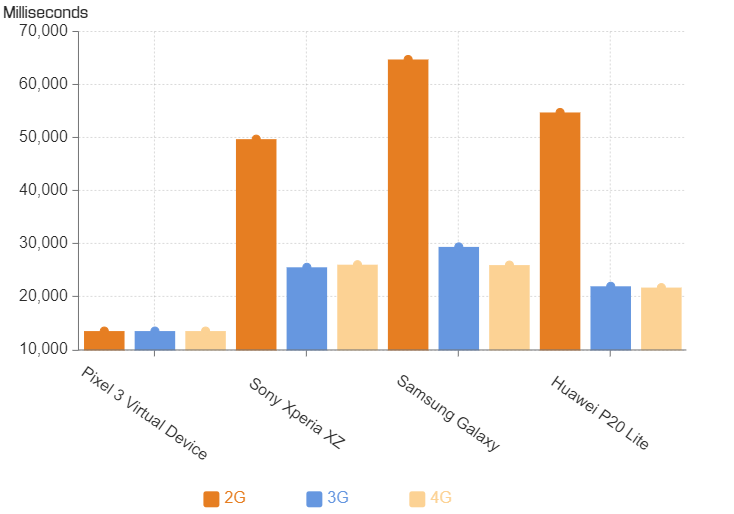 Milliseconds
70,000
60,000
50,000
40,000
30,000
20,000
10,000
Pixel 3 Virtual Device
Sony Xperia XZ
Samsung Galaxy
Huawei P20 Lite
2G
3G
4G